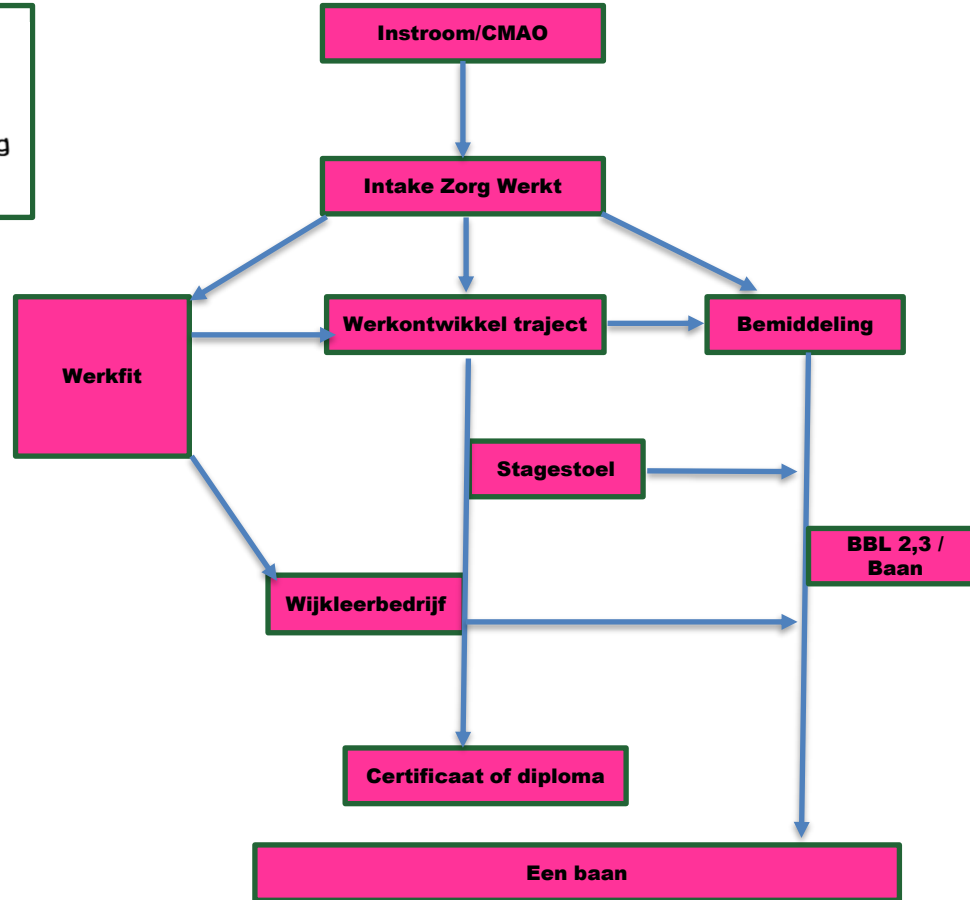 Instroom/CMAO
g
Intake Zorg Werkt
Werkontwikkel traject
Bemiddeling
Werkfit
Stagestoel
BBL 2,3 /
Baan
Wijkleerbedrijf
Certificaat of diploma
Een baan